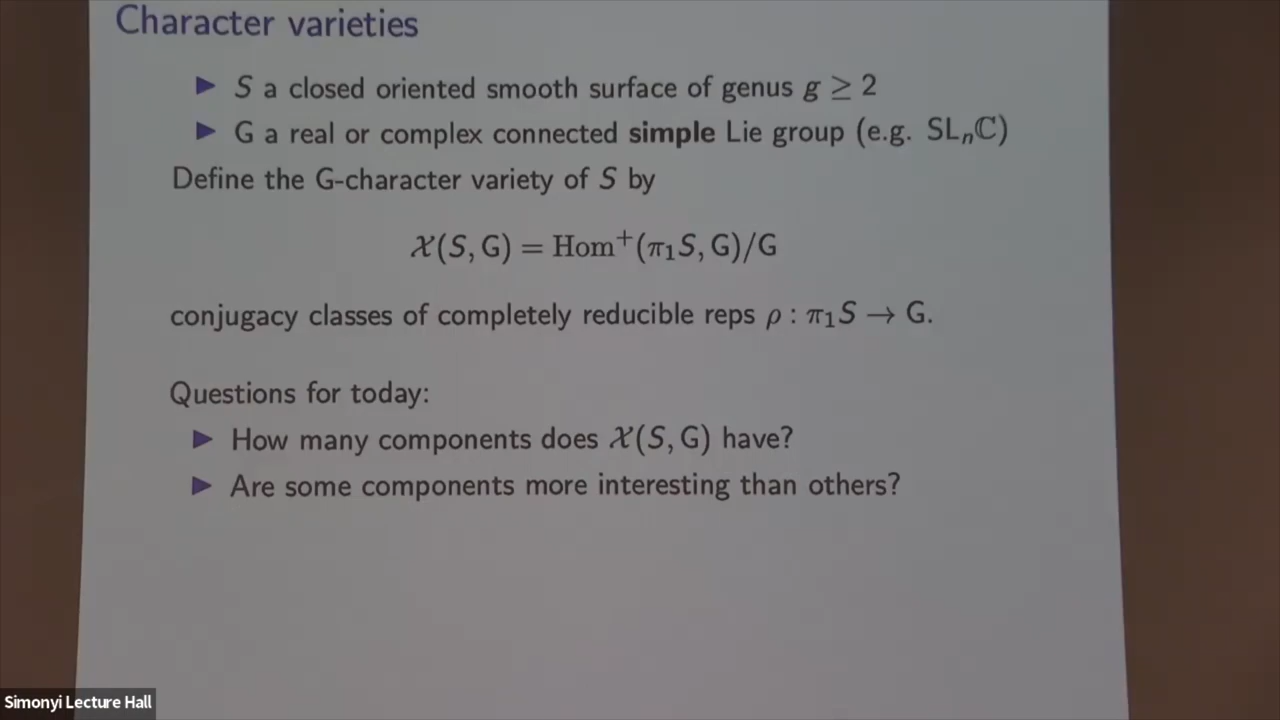 Character varieties
▶ S a closed oriented smooth surface of genus g ≥ 2
▶ G a real or complex connected simple Lie group (e.g. SLₙℂ)
Define the G-character variety of S by
𝒳(S, G) = Hom⁺(π₁S, G)/G
conjugacy classes of completely reducible reps ρ : π₁S → G.
Questions for today:
▶ How many components does 𝒳(S, G) have?
▶ Are some components more interesting than others?
Simonyi Lecture Hall